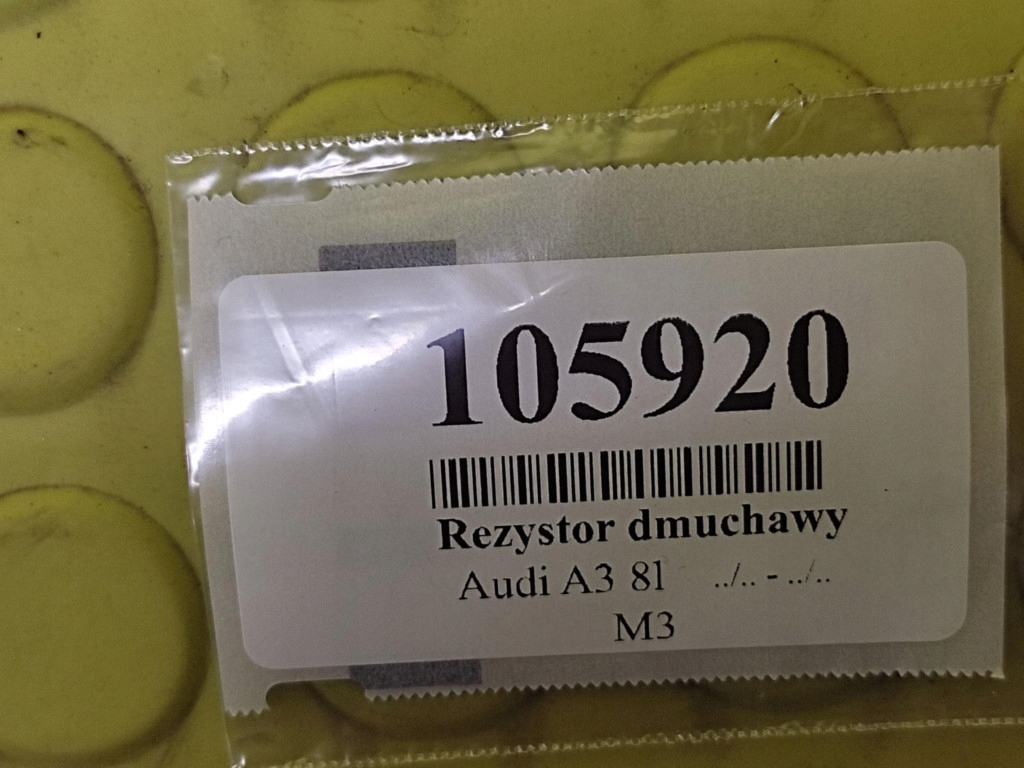 105920
Rezystor dmuchawy
Audi A3 8l ../.. - ../..
M3